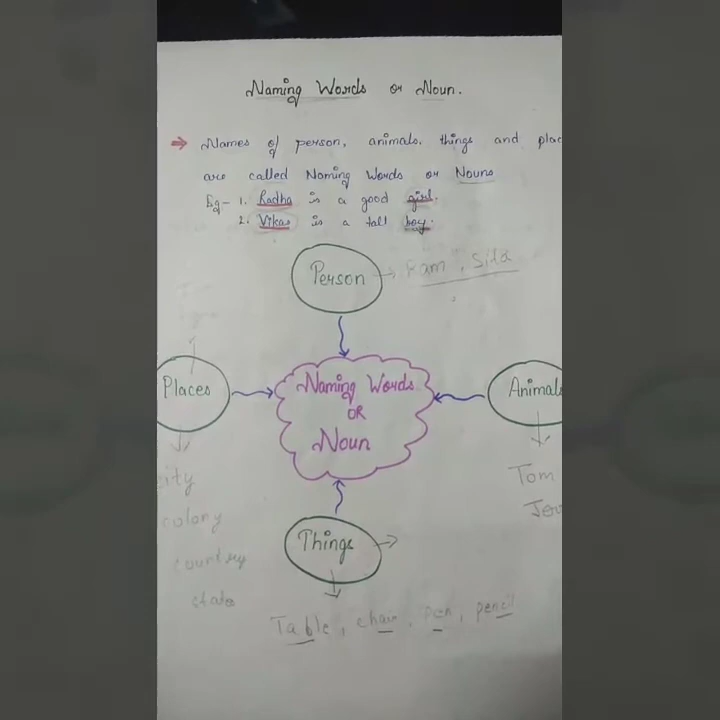 Naming Words or Noun.
⇒ Names of person, animals, things and plac
are called Naming Words or Nouns
Eg- 1. Radha is a good girl.
2. Vikas is a tall boy.
Person → Ram, Sita
Places
Naming Words
OR
Noun
Animals
city
colony
country
state
Tom
Jer
Things
Table, chair, pen, pencil